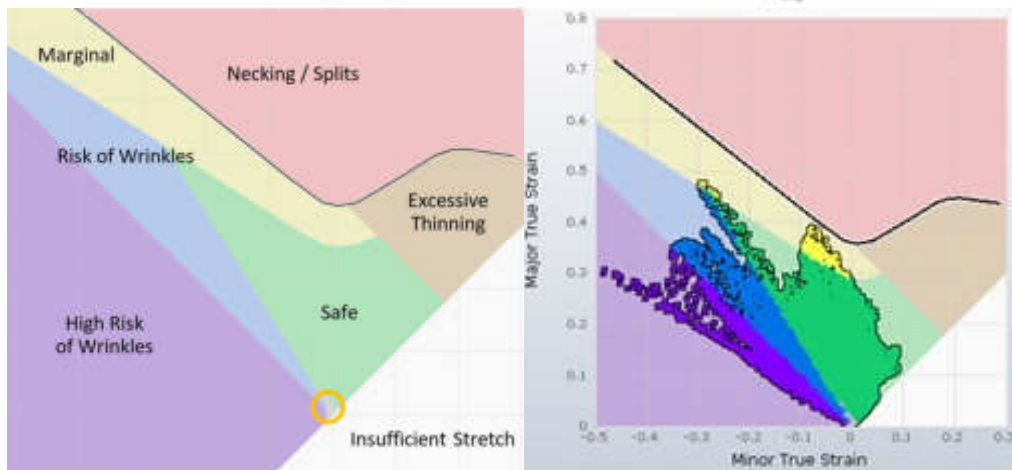 Marginal
Necking / Splits
Risk of Wrinkles
Excessive
Thinning
Safe
High Risk
of Wrinkles
Insufficient Stretch
Major True Strain
0.8
0.7
0.6
0.5
0.4
0.3
0.2
0.1
0
-0.5
-0.4
-0.3
-0.2
-0.1
0
0.1
0.2
0.3
Minor True Strain